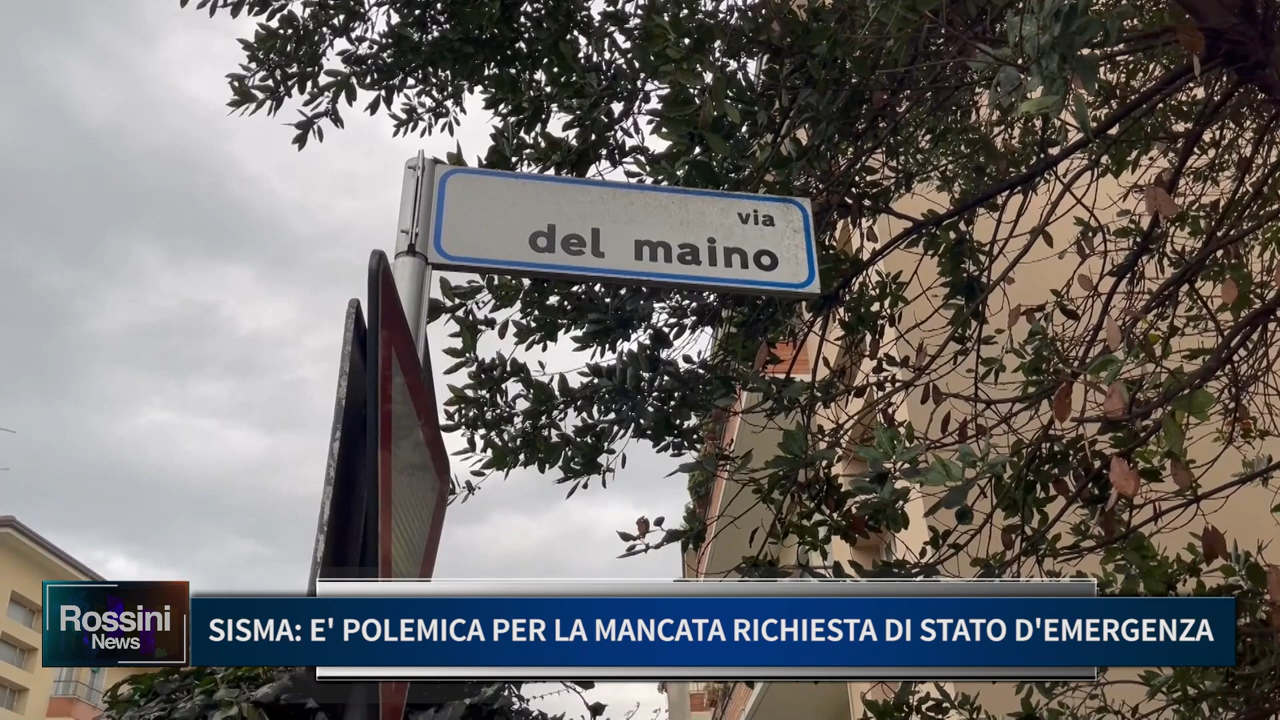 via
del maino
Rossini
News
SISMA: E' POLEMICA PER LA MANCATA RICHIESTA DI STATO D'EMERGENZA